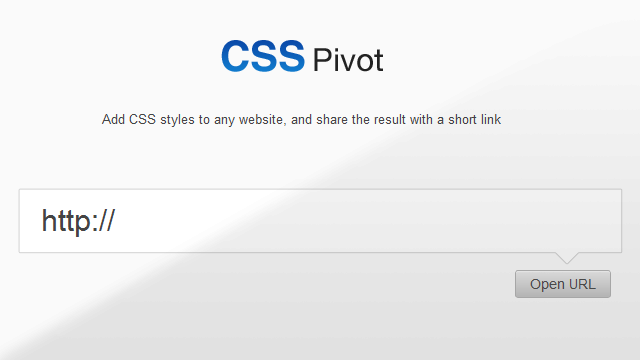 CSS Pivot
Add CSS styles to any website, and share the result with a short link
http://
Open URL